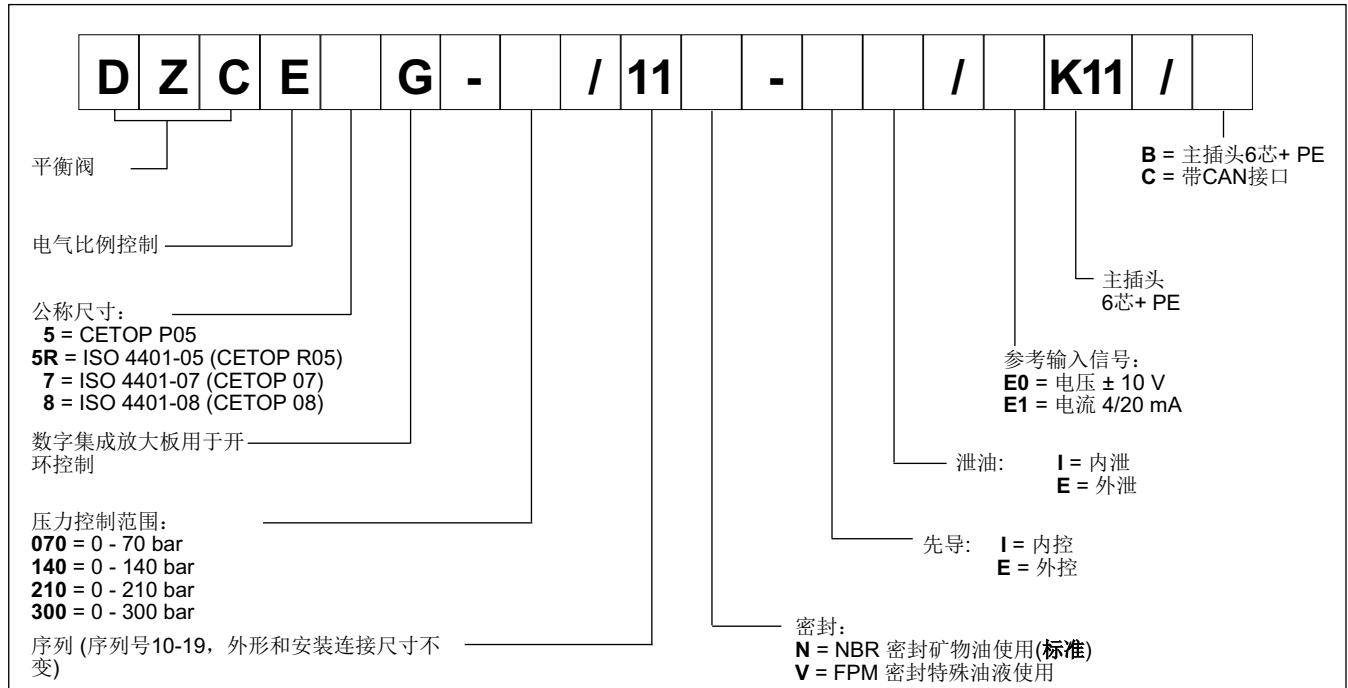 D Z C E G - / 11 - / K11 /
平衡阀
电气比例控制
公称尺寸：
5 = CETOP P05
5R = ISO 4401-05 (CETOP R05)
7 = ISO 4401-07 (CETOP 07)
8 = ISO 4401-08 (CETOP 08)
数字集成放大板用于开
环控制
压力控制范围：
070 = 0 - 70 bar
140 = 0 - 140 bar
210 = 0 - 210 bar
300 = 0 - 300 bar
序列 (序列号10-19，外形和安装连接尺寸不
变)
B = 主插头6芯+ PE
C = 带CAN接口
主插头
6芯+ PE
参考输入信号：
E0 = 电压 ± 10 V
E1 = 电流 4/20 mA
泄油: I = 内泄
E = 外泄
先导: I = 内控
E = 外控
密封：
N = NBR 密封矿物油使用(标准)
V = FPM 密封特殊油液使用